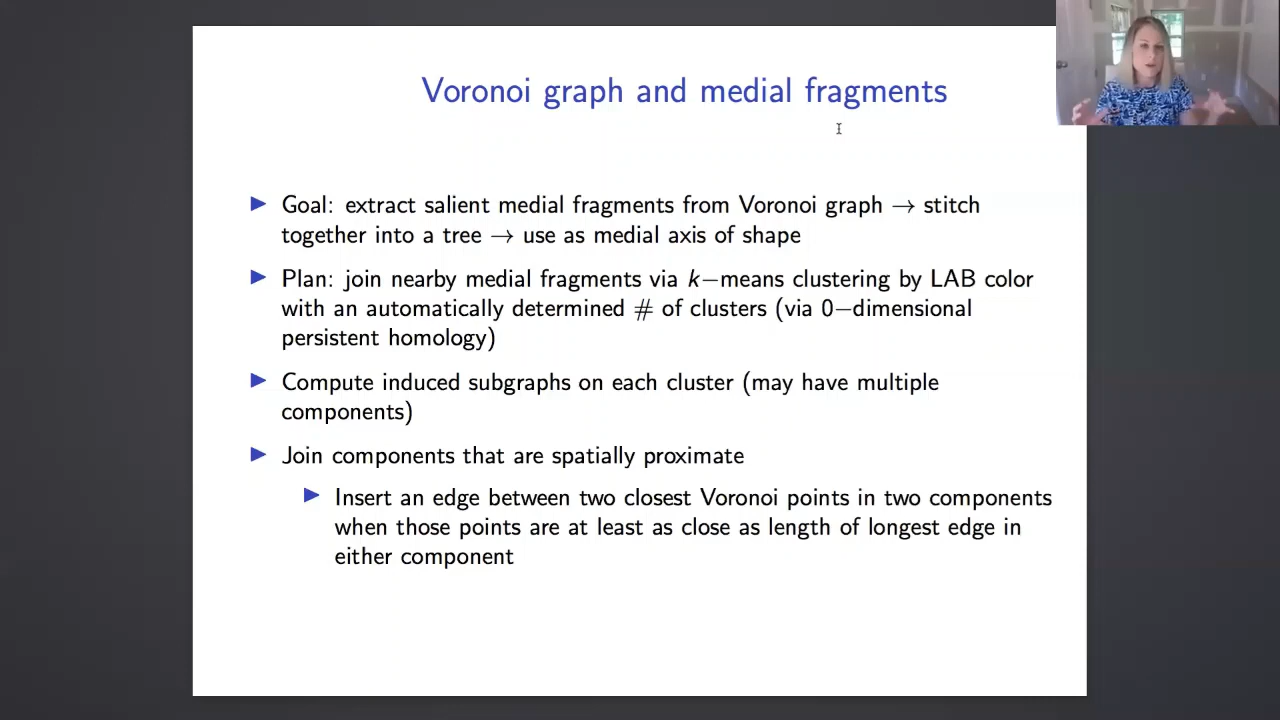 Voronoi graph and medial fragments
▶ Goal: extract salient medial fragments from Voronoi graph → stitch
together into a tree → use as medial axis of shape
▶ Plan: join nearby medial fragments via k−means clustering by LAB color
with an automatically determined # of clusters (via 0−dimensional
persistent homology)
▶ Compute induced subgraphs on each cluster (may have multiple
components)
▶ Join components that are spatially proximate
▶ Insert an edge between two closest Voronoi points in two components
when those points are at least as close as length of longest edge in
either component